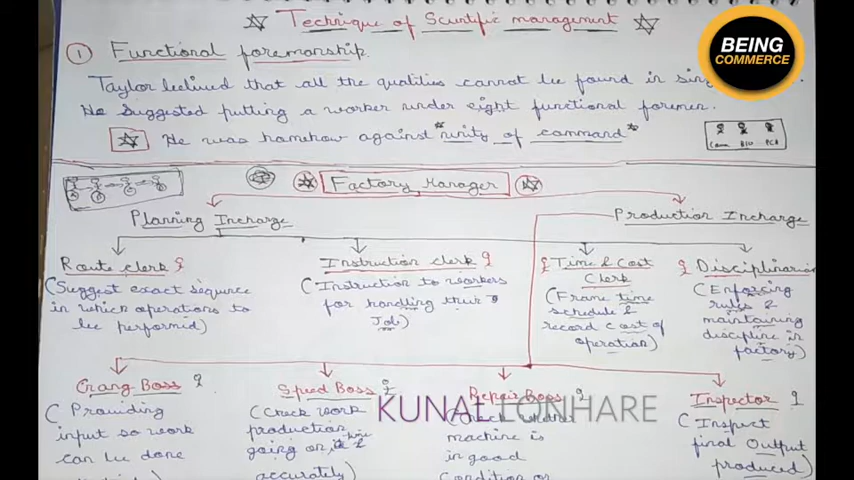 Technique of Scientific management
BEING
COMMERCE
1 Functional foremanship
Taylor belived that all the qualities cannot be found in
He Suggested putting a worker under eight functional foremen.
He was
against "unity of command"
Factory Manager
Planning Incharge
Production Incharge
Route clerk
(Suggest exact sequence
in which operations to
be performed)
Instruction clerk
(Instruction to workers
for handling their
Job)
Time & Cost
Clerk
(Frame time
schedule &
record cost of
operation)
Disciplinarian
(Enforcing
rules &
maintaining
discipline in
factory)
Gang Boss
(Providing
input so work
can be done
Speed Boss
(Check work
production
going on
accurately)
Repair Boss
machine is
in good
condition or
Inspector
(Inspect
final Output
produced)
KUNAL LONHARE